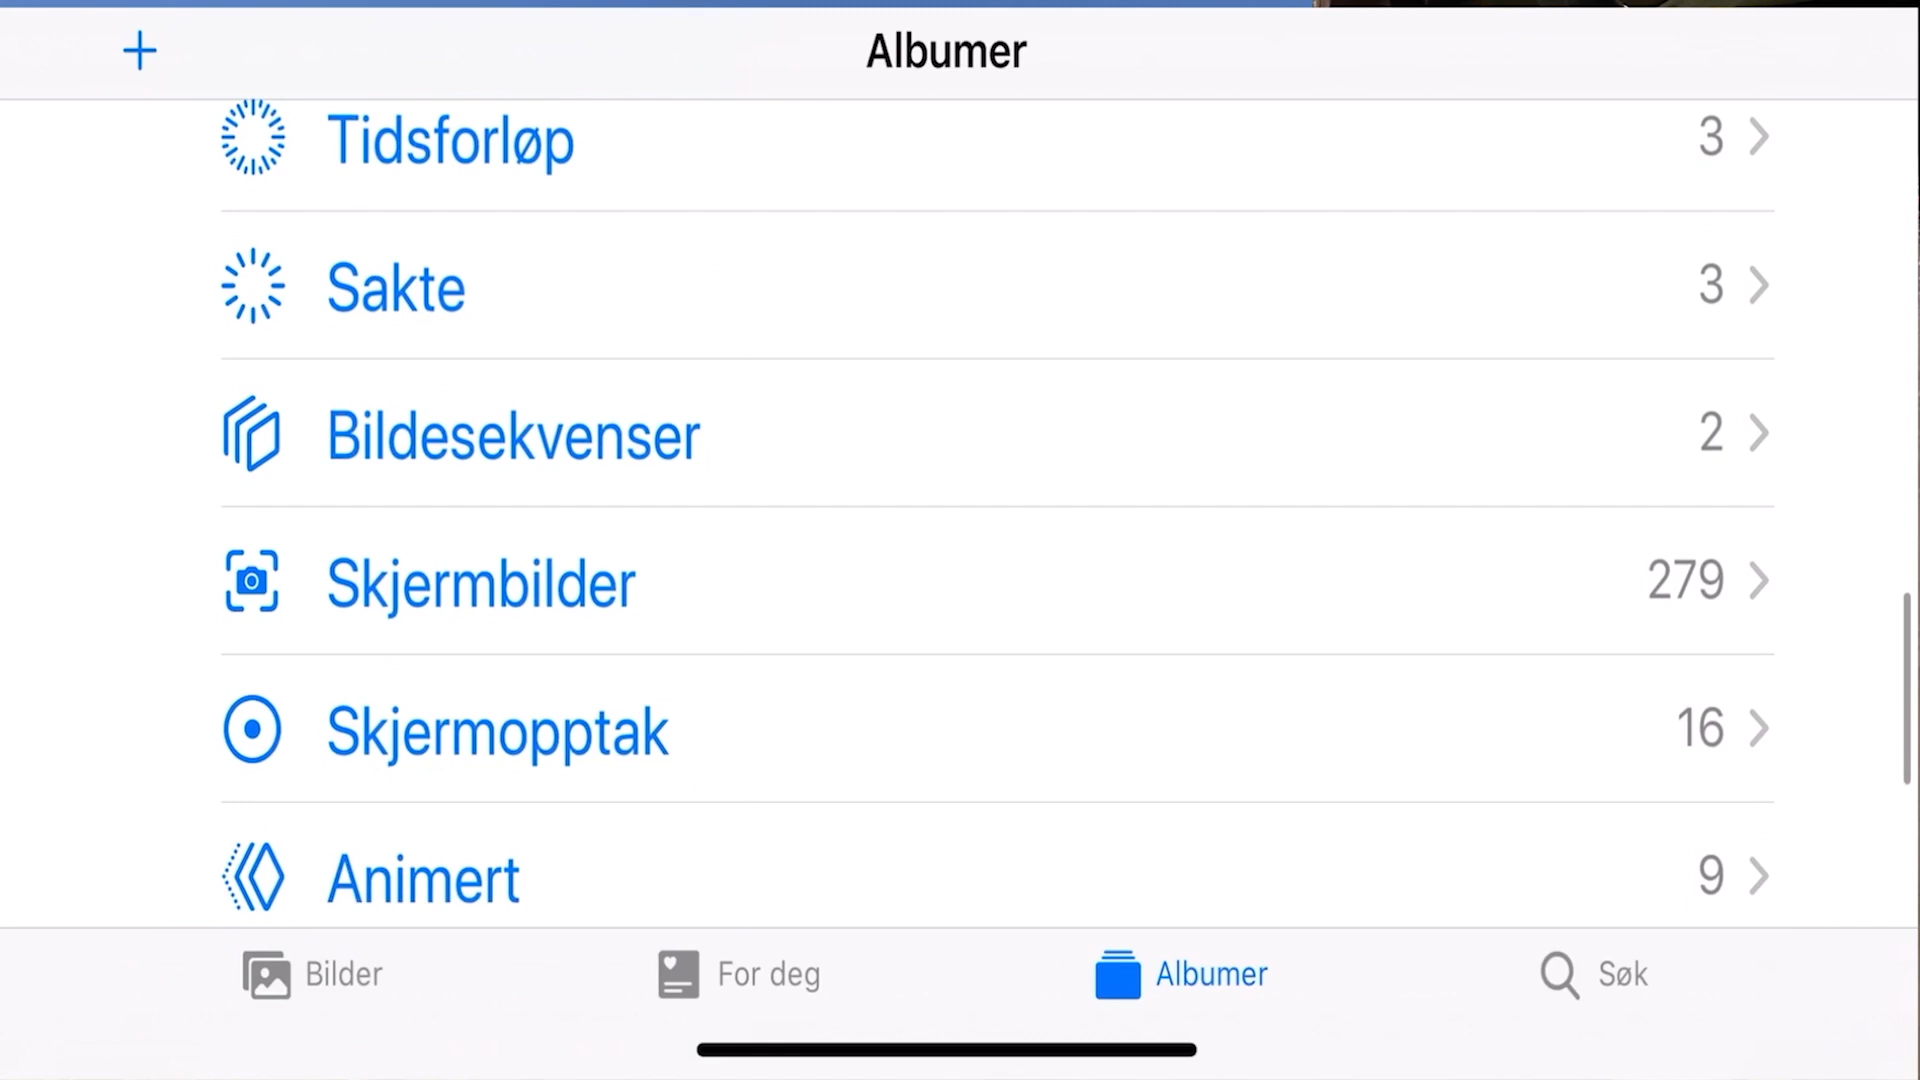 Albumer
Tidsforløp 3
Sakte 3
Bildesekvenser 2
Skjermbilder 279
Skjermopptak 16
Animert 9
Bilder For deg Albumer Søk